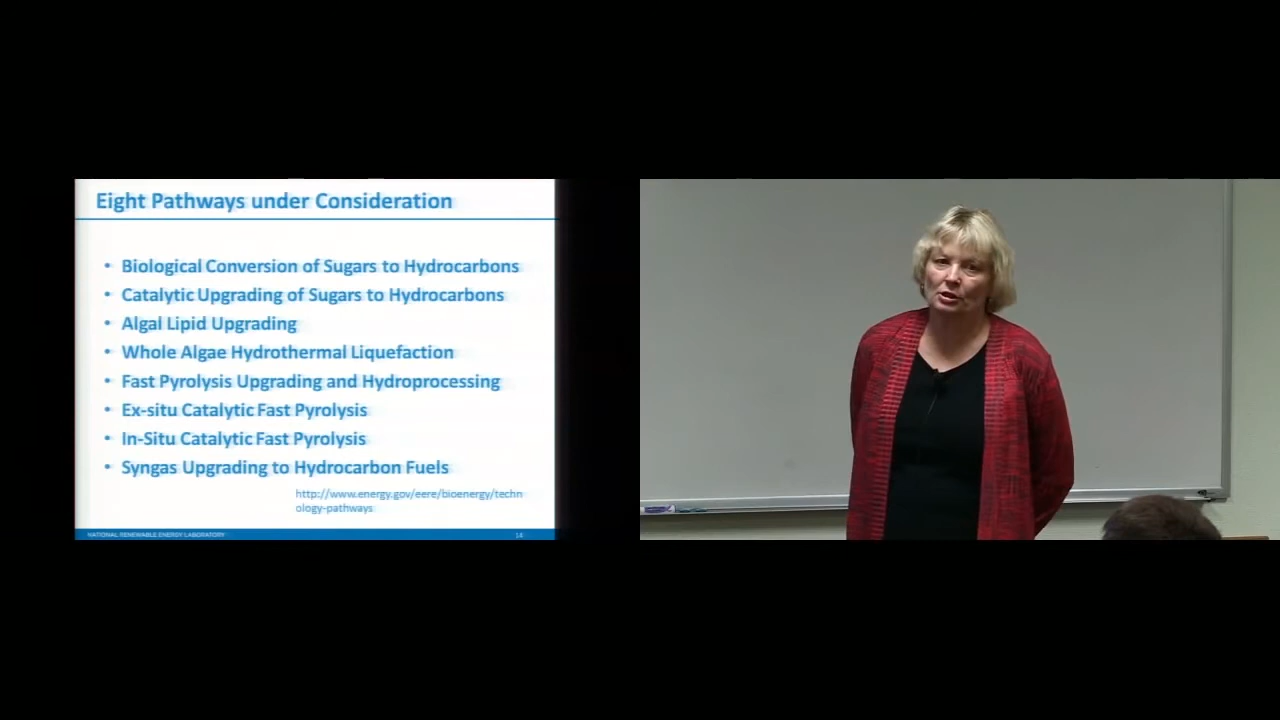 Eight Pathways under Consideration
• Biological Conversion of Sugars to Hydrocarbons
• Catalytic Upgrading of Sugars to Hydrocarbons
• Algal Lipid Upgrading
• Whole Algae Hydrothermal Liquefaction
• Fast Pyrolysis Upgrading and Hydroprocessing
• Ex-situ Catalytic Fast Pyrolysis
• In-Situ Catalytic Fast Pyrolysis
• Syngas Upgrading to Hydrocarbon Fuels
http://www.energy.gov/eere/bioenergy/techn
ology-pathways
NATIONAL RENEWABLE ENERGY LABORATORY
14